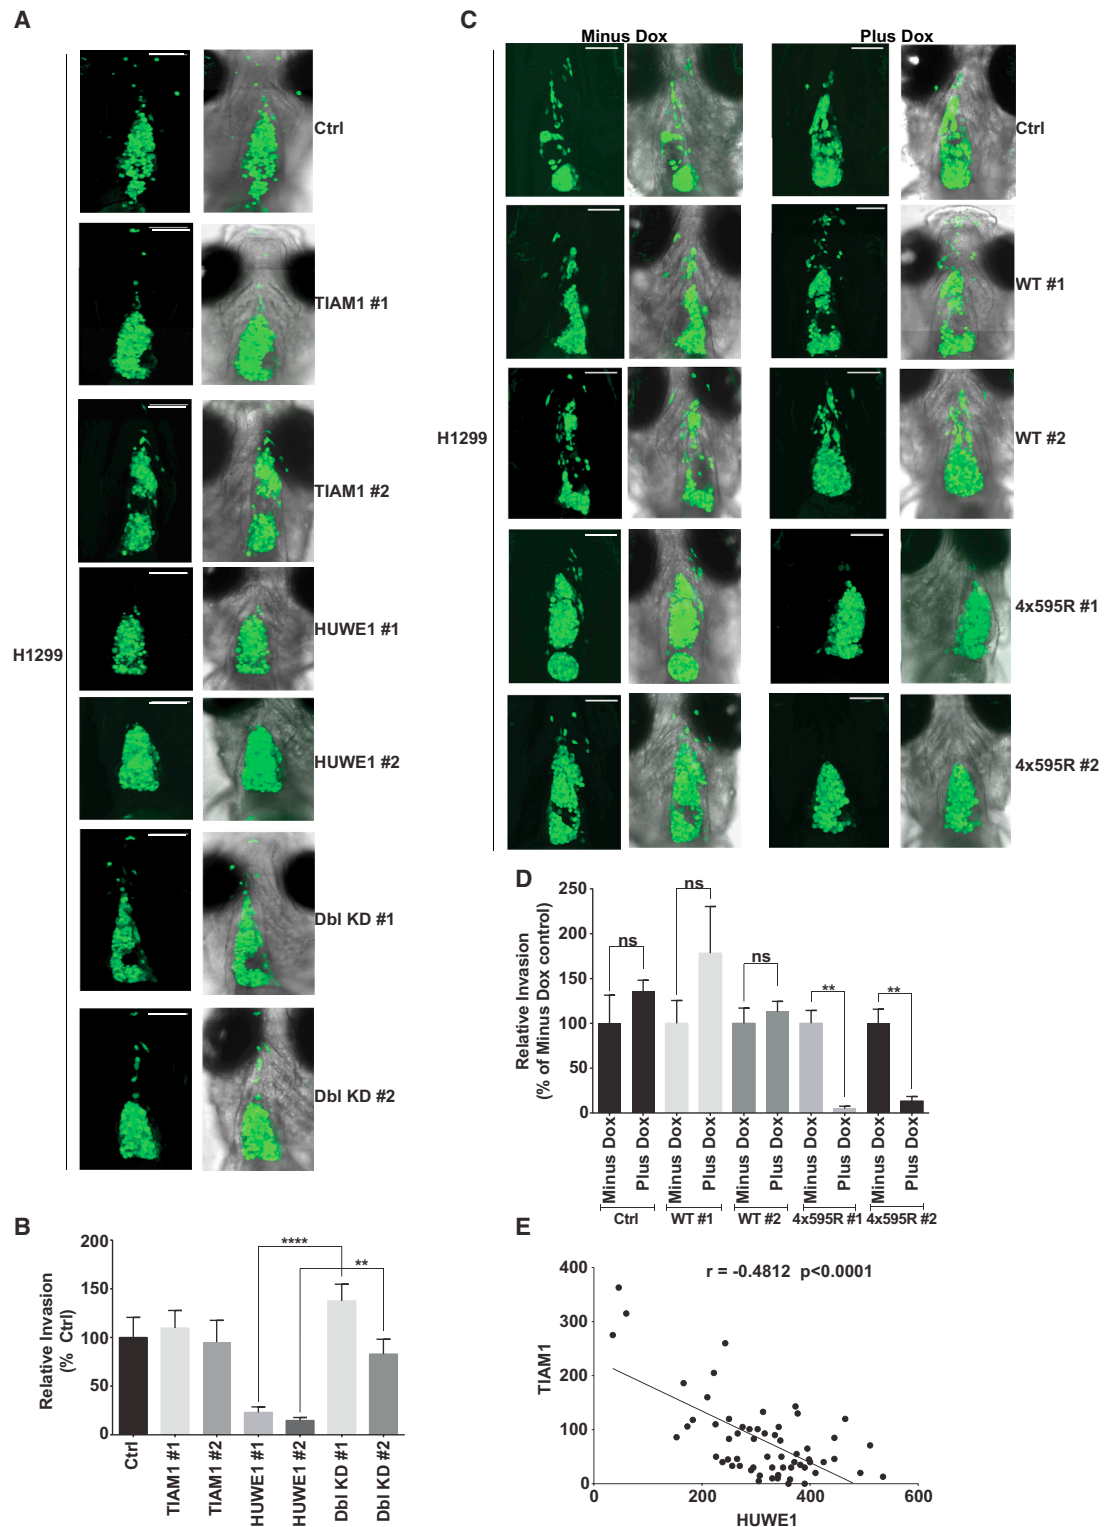 A
Ctrl
TIAM1 #1
TIAM1 #2
HUWE1 #1
HUWE1 #2
Dbl KD #1
Dbl KD #2
H1299
B
Relative Invasion
(% Ctrl)
200
150
100
50
0
****
**
Ctrl
TIAM1 #1
TIAM1 #2
HUWE1 #1
HUWE1 #2
Dbl KD #1
Dbl KD #2
C
Minus Dox
Plus Dox
Ctrl
WT #1
WT #2
4x595R #1
4x595R #2
H1299
D
Relative Invasion
(% of Minus Dox control)
250
200
150
100
50
0
ns
ns
ns
**
**
Minus Dox
Plus Dox
Minus Dox
Plus Dox
Minus Dox
Plus Dox
Minus Dox
Plus Dox
Minus Dox
Plus Dox
Ctrl
WT #1
WT #2
4x595R #1
4x595R #2
E
r = -0.4812 p<0.0001
TIAM1
400
300
200
100
0
0
200
400
600
HUWE1